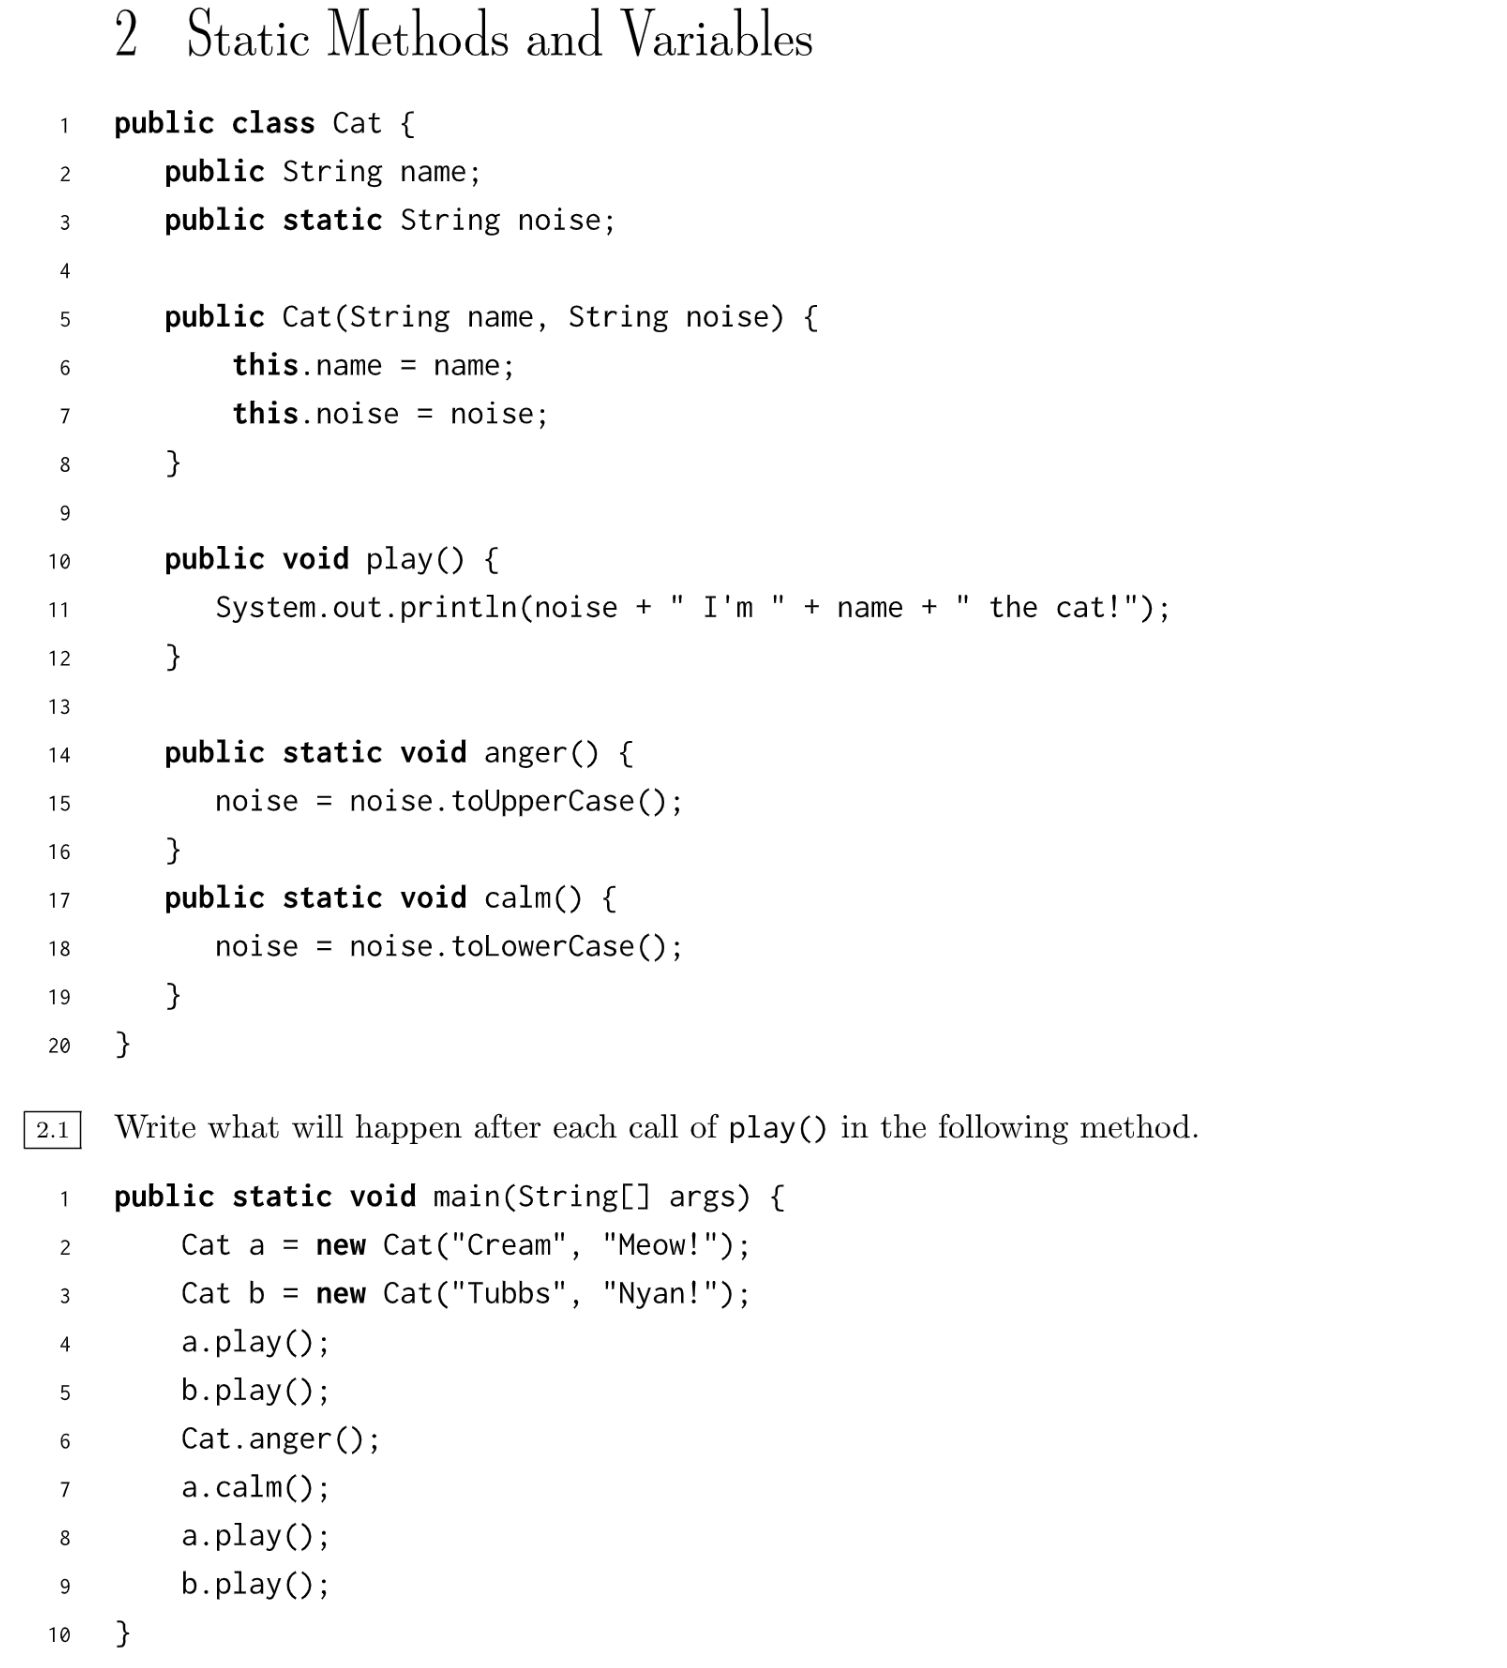 2 Static Methods and Variables
1 public class Cat {
2 public String name;
3 public static String noise;
4
5 public Cat(String name, String noise) {
6 this.name = name;
7 this.noise = noise;
8 }
9
10 public void play() {
11 System.out.println(noise + " I'm " + name + " the cat!");
12 }
13
14 public static void anger() {
15 noise = noise.toUpperCase();
16 }
17 public static void calm() {
18 noise = noise.toLowerCase();
19 }
20 }
2.1 Write what will happen after each call of play() in the following method.
1 public static void main(String[] args) {
2 Cat a = new Cat("Cream", "Meow!");
3 Cat b = new Cat("Tubbs", "Nyan!");
4 a.play();
5 b.play();
6 Cat.anger();
7 a.calm();
8 a.play();
9 b.play();
10 }